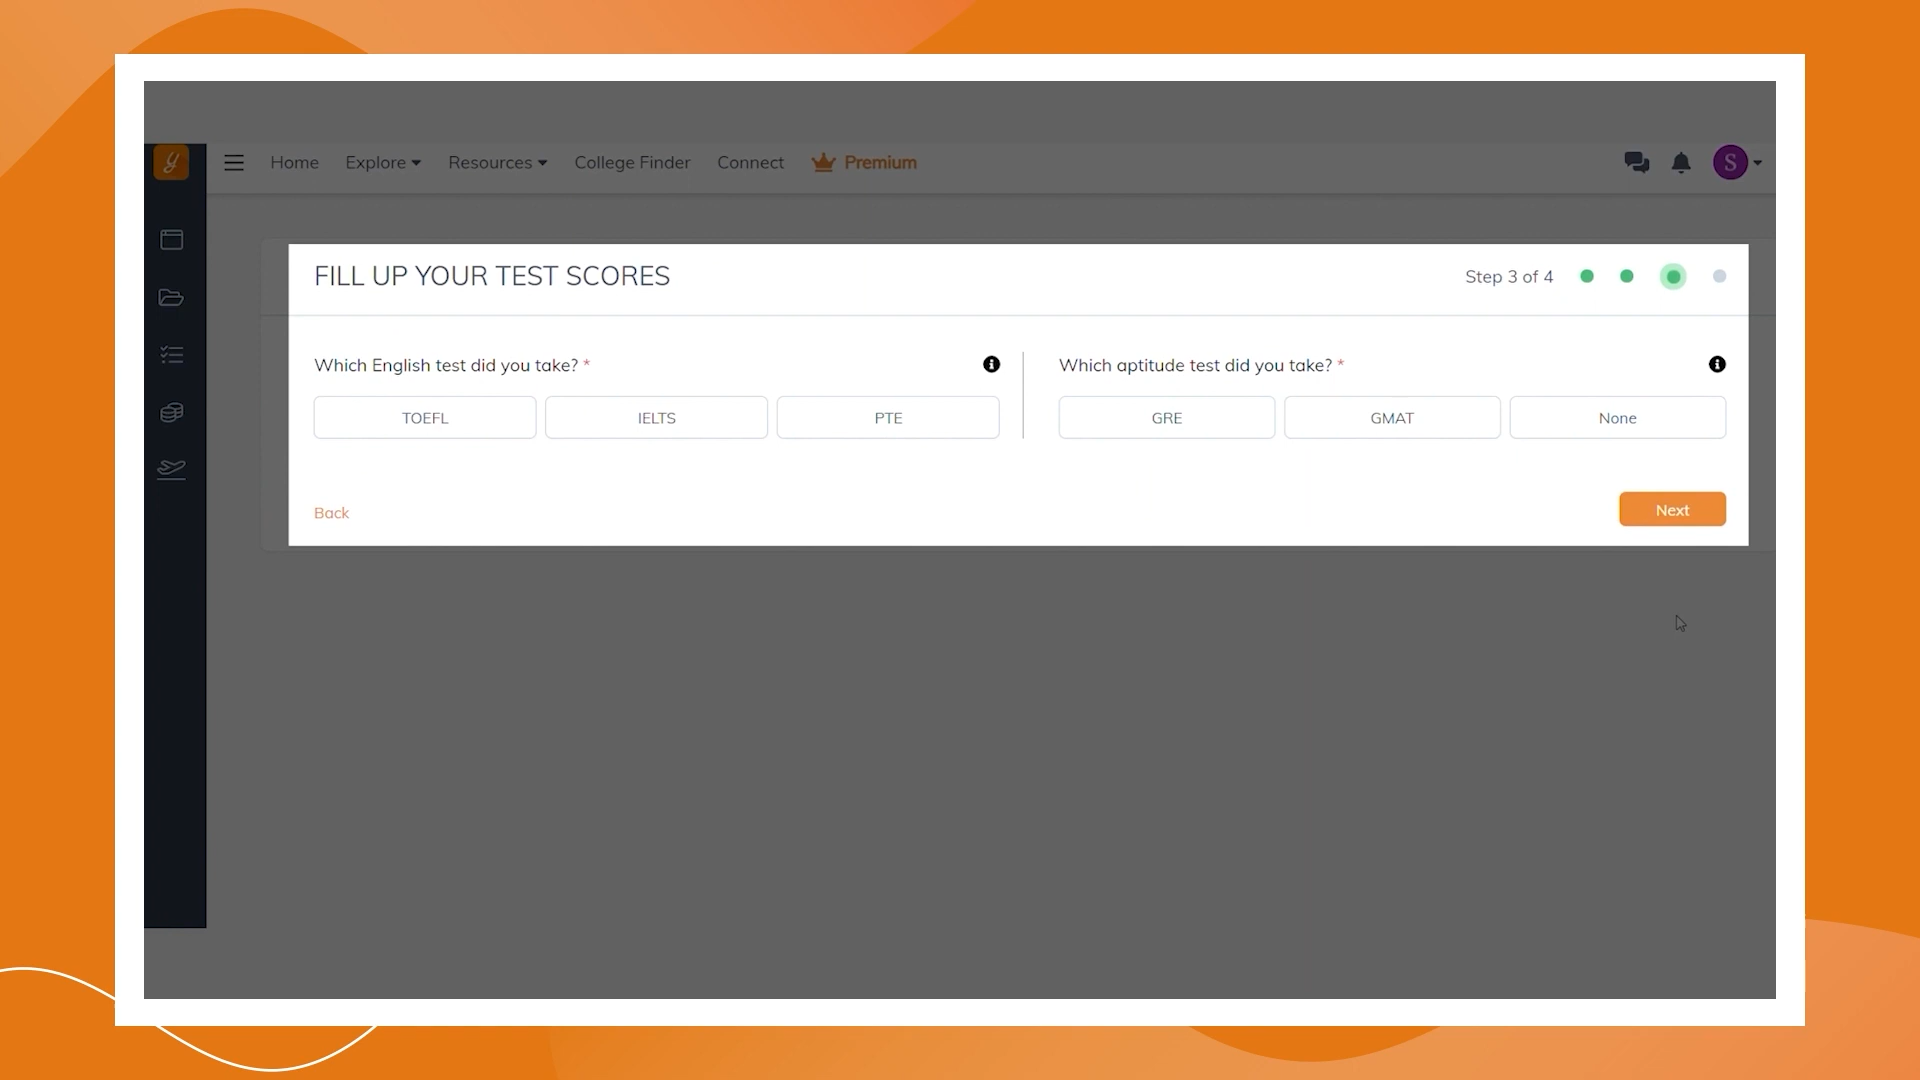 y Home Explore Resources College Finder Connect Premium S
FILL UP YOUR TEST SCORES
Step 3 of 4
Which English test did you take? *
TOEFL IELTS PTE
Which aptitude test did you take? *
GRE GMAT None
Back
Next